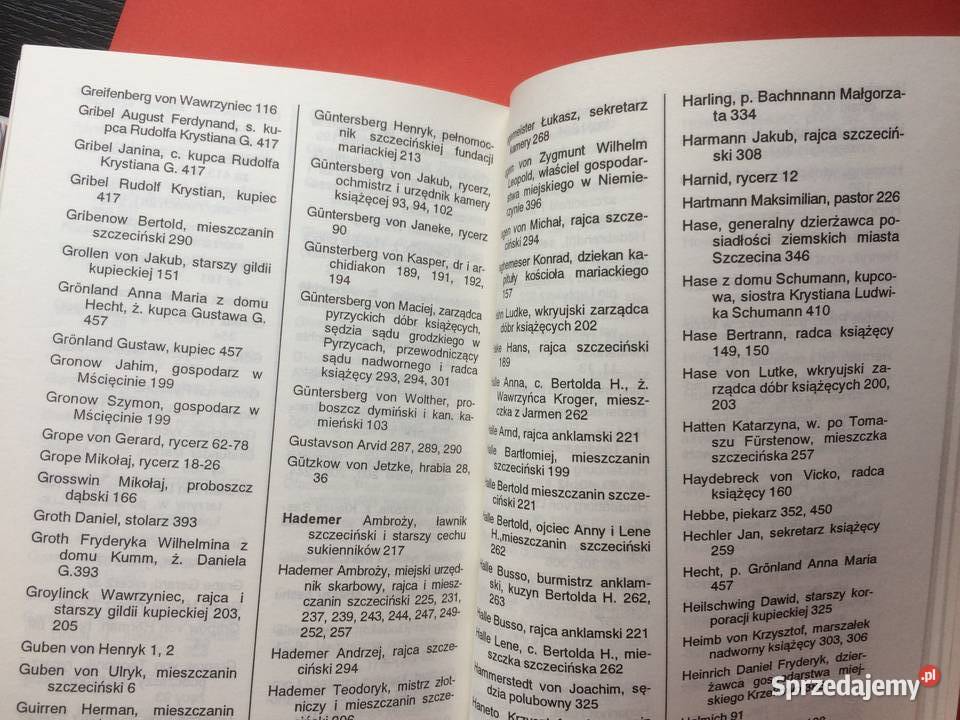 Greifenberg von Wawrzyniec 116
Gribel August Ferdynand, s. ku-
pca Rudolfa Krystiana G. 417
Gribel Janina, c. kupca Rudolfa
Krystiana G. 417
Gribel Rudolf Krystian, kupiec
417
Gribenow Bertold, mieszczanin
szczeciński 290
Grollen von Jakub, starszy gildii
kupieckiej 151
Grönland Anna Maria z domu
Hecht, ż. kupca Gustawa G.
457
Grönland Gustaw, kupiec 457
Gronow Jahim, gospodarz w
Mścięcinie 199
Gronow Szymon, gospodarz w
Mścięcinie 199
Grope von Gerard, rycerz 62-78
Grope Mikołaj, rycerz 18-26
Grosswin Mikołaj, proboszcz
dąbski 166
Groth Daniel, stolarz 393
Groth Fryderyka Wilhelmina z
domu Kumm, ż. Daniela
G.393
Groylinck Wawrzyniec, rajca i
starszy gildii kupieckiej 203,
205
Guben von Henryk 1, 2
Guben von Ulryk, mieszczanin
szczeciński 6
Guirren Herman, mieszczanin
Güntersberg Henryk, pełnomoc-
nik szczecińskiej fundacji
mariackiej 213
Güntersberg von Jakub, rycerz,
ochmistrz i urzędnik kamery
książęcej 93, 94, 102
Güntersberg von Janeke, rycerz
90
Günsterberg von Kasper, dr i ar-
chidiakon 189, 191, 192,
194
Güntersberg von Maciej, zarządca
pyrzyckich dóbr książęcych,
sędzia sądu grodzkiego w
Pyrzycach, przewodniczący
sądu nadwornego i radca
książęcy 293, 294, 301
Güntersberg von Wolther, pro-
boszcz dymiński i kan. ka-
mieński 103
Gustavson Arvid 287, 289, 290
Gützkow von Jetzke, hrabia 28,
36
Hademer Ambroży, ławnik
szczeciński i starszy cechu
sukienników 217
Hademer Ambroży, miejski urzęd-
nik skarbowy, rajca i miesz-
czanin szczeciński 225, 231,
237, 239, 243, 244, 247, 249-
252, 257
Hademer Andrzej, rajca szcze-
ciński 294
Hademer Teodoryk, mistrz złot-
niczy i mieszczanin szcze-
Łukasz, sekretarz
kamery 268
von Zygmunt Wilhelm
Leopold, właściel gospodar-
stwa miejskiego w Niemie-
rzynie 396
von Michał, rajca szcze-
ciński 294
Konrad, dziekan ka-
pituły kościoła mariackiego
157
Ludke, wkryujski zarządca
dóbr książęcych 202
Hans, rajca szczeciński
189
Halle Anna, c. Bertolda H., ż.
Wawrzyńca Kroger, miesz-
czka z Jarmen 262
Halle Arnd, rajca anklamski 221
Halle Bartłomiej, mieszczanin
szczeciński 199
Halle Bertold mieszczanin szcze-
ciński 221
Halle Bertold, ojciec Anny i Lene
H.,mieszczanin szczeciński
262
Halle Busso, burmistrz anklam-
ski, kuzyn Bertolda H. 262,
263
Halle Busso, rajca anklamski 221
Halle Lene, c. Bertolda H., mie-
szczka szczecińska 262
Hammerstedt von Joachim, sę-
dzia polubowny 325
Haneto
Harling, p. Bachnnann Małgorza-
ta 334
Harmann Jakub, rajca szczeciń-
ski 308
Harnid, rycerz 12
Hartmann Maksimilian, pastor 226
Hase, generalny dzierżawca po-
siadłości ziemskich miasta
Szczecina 346
Hase z domu Schumann, kupco-
wa, siostra Krystiana Ludwi-
ka Schumann 410
Hase Bertrann, radca książęcy
149, 150
Hase von Lutke, wkryujski za-
rządca dóbr książęcych 200,
203
Hatten Katarzyna, w. po Toma-
szu Fürstenow, mieszczka
szczecińska 257
Haydebreck von Vicko, radca
książęcy 160
Hebbe, piekarz 352, 450
Hechler Jan, sekretarz książęcy
259
Hecht, p. Grönland Anna Maria
457
Heilschwing Dawid, starszy kor-
poracji kupieckiej 325
Heimb von Krzysztof, marszałek
nadworny książęcy 303, 306
Heinrich Daniel Fryderyk, dzier-
żawca gospodarstwa miej-
skiego
Helmich 91
Sprzedajemy.pl